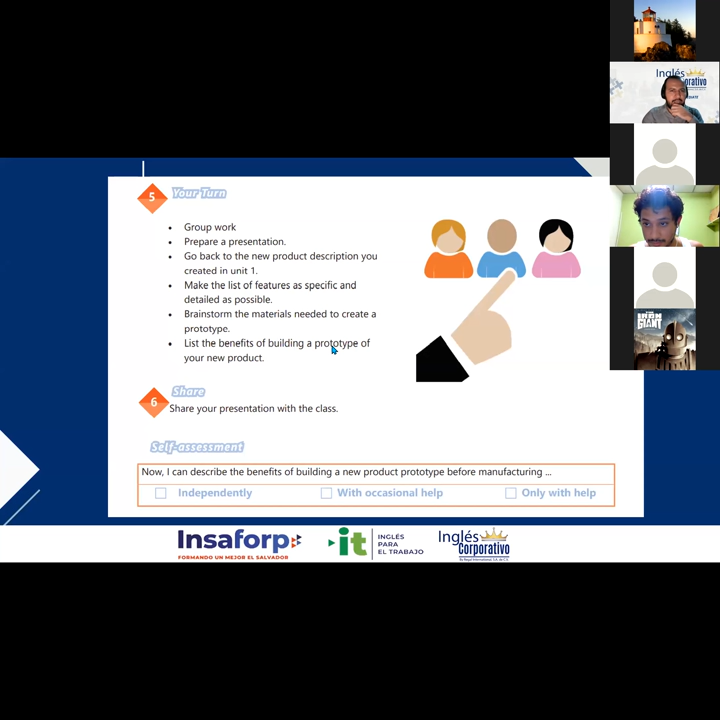 5 Your Turn
• Group work
• Prepare a presentation.
• Go back to the new product description you
created in unit 1.
• Make the list of features as specific and
detailed as possible.
• Brainstorm the materials needed to create a
prototype.
• List the benefits of building a prototype of
your new product.
6 Share
Share your presentation with the class.
Self-assessment
Now, I can describe the benefits of building a new product prototype before manufacturing ...
Independently With occasional help Only with help
Insaforp
FORMANDO UN MEJOR EL SALVADOR
it
INGLÉS
PARA
EL TRABAJO
Inglés
Corporativo
Inglés
orativo
THE
IRON
GIANT